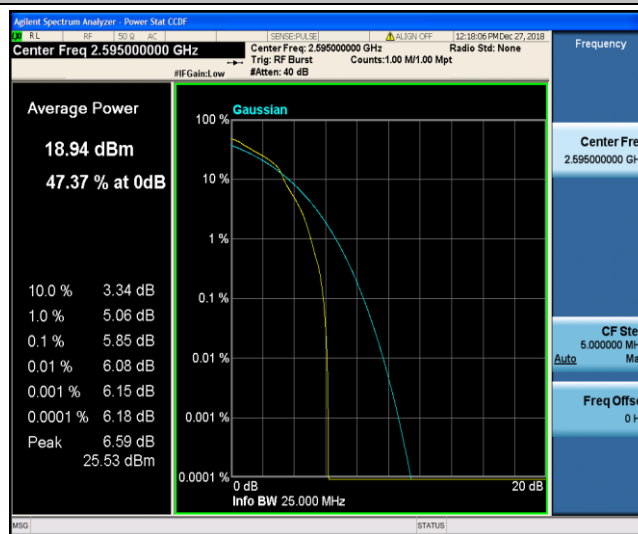 Agilent Spectrum Analyzer - Power Stat CCDF
RL RF 50 Ω AC SENSE:PULSE ALIGN OFF 12:18:06 PM Dec 27, 2018
Center Freq 2.595000000 GHz
Center Freq: 2.595000000 GHz Radio Std: None
Trig: RF Burst Counts:1.00 M/1.00 Mpt
#IFGain:Low #Atten: 40 dB
Frequency
Average Power
18.94 dBm
47.37 % at 0dB
10.0 % 3.34 dB
1.0 % 5.06 dB
0.1 % 5.85 dB
0.01 % 6.08 dB
0.001 % 6.15 dB
0.0001 % 6.18 dB
Peak 6.59 dB
25.53 dBm
Gaussian
100 %
10 %
1 %
0.1 %
0.01 %
0.001 %
0.0001 %
0 dB 20 dB
Info BW 25.000 MHz
Center Fre
2.595000000 GH
CF Ste
5.000000 MH
Auto Ma
Freq Offse
0 H
MSG STATUS